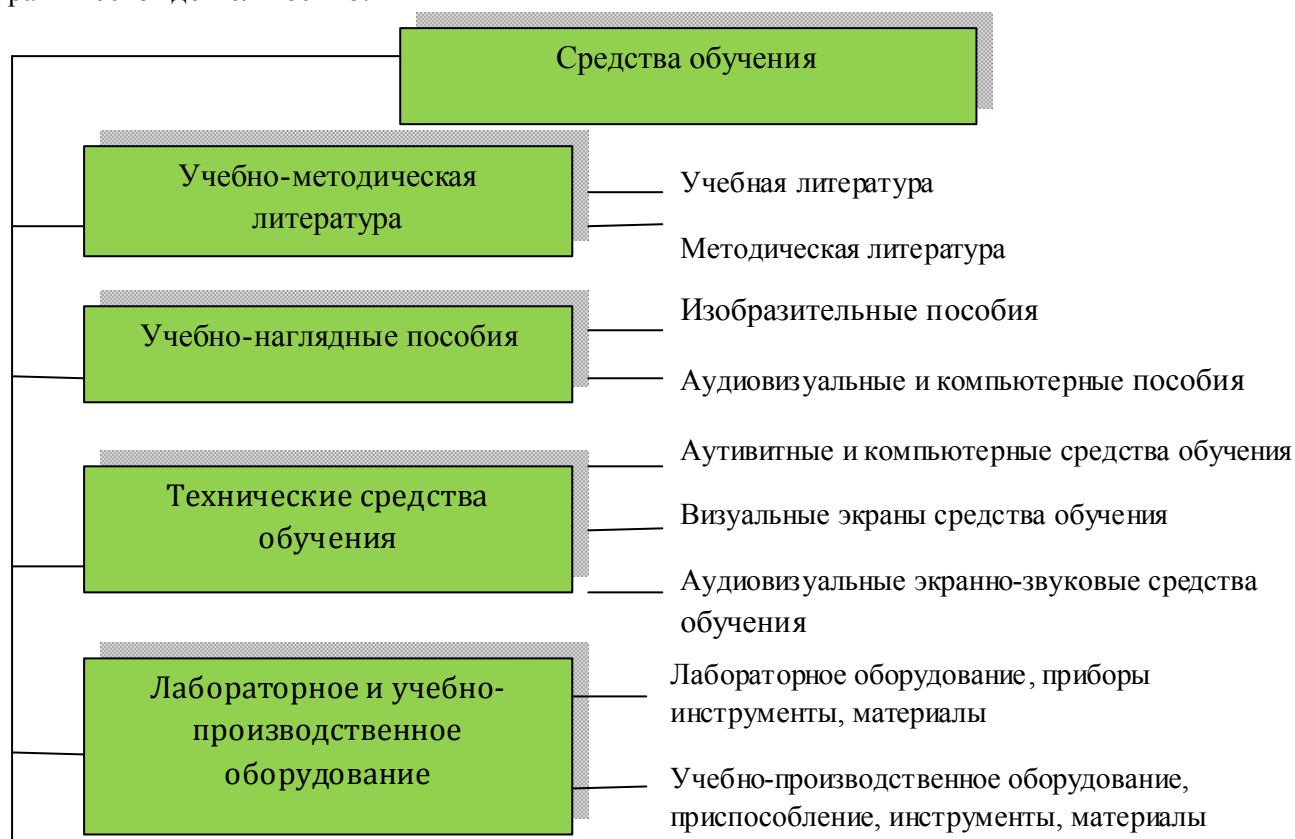 Средства обучения
Учебно-методическая
литература
Учебная литература
Методическая литература
Учебно-наглядные пособия
Изобразительные пособия
Аудиовизуальные и компьютерные пособия
Технические средства
обучения
Аутивитные и компьютерные средства обучения
Визуальные экраны средства обучения
Аудиовизуальные экранно-звуковые средства
обучения
Лабораторное и учебно-
производственное
оборудование
Лабораторное оборудование, приборы
инструменты, материалы
Учебно-производственное оборудование,
приспособление, инструменты, материалы